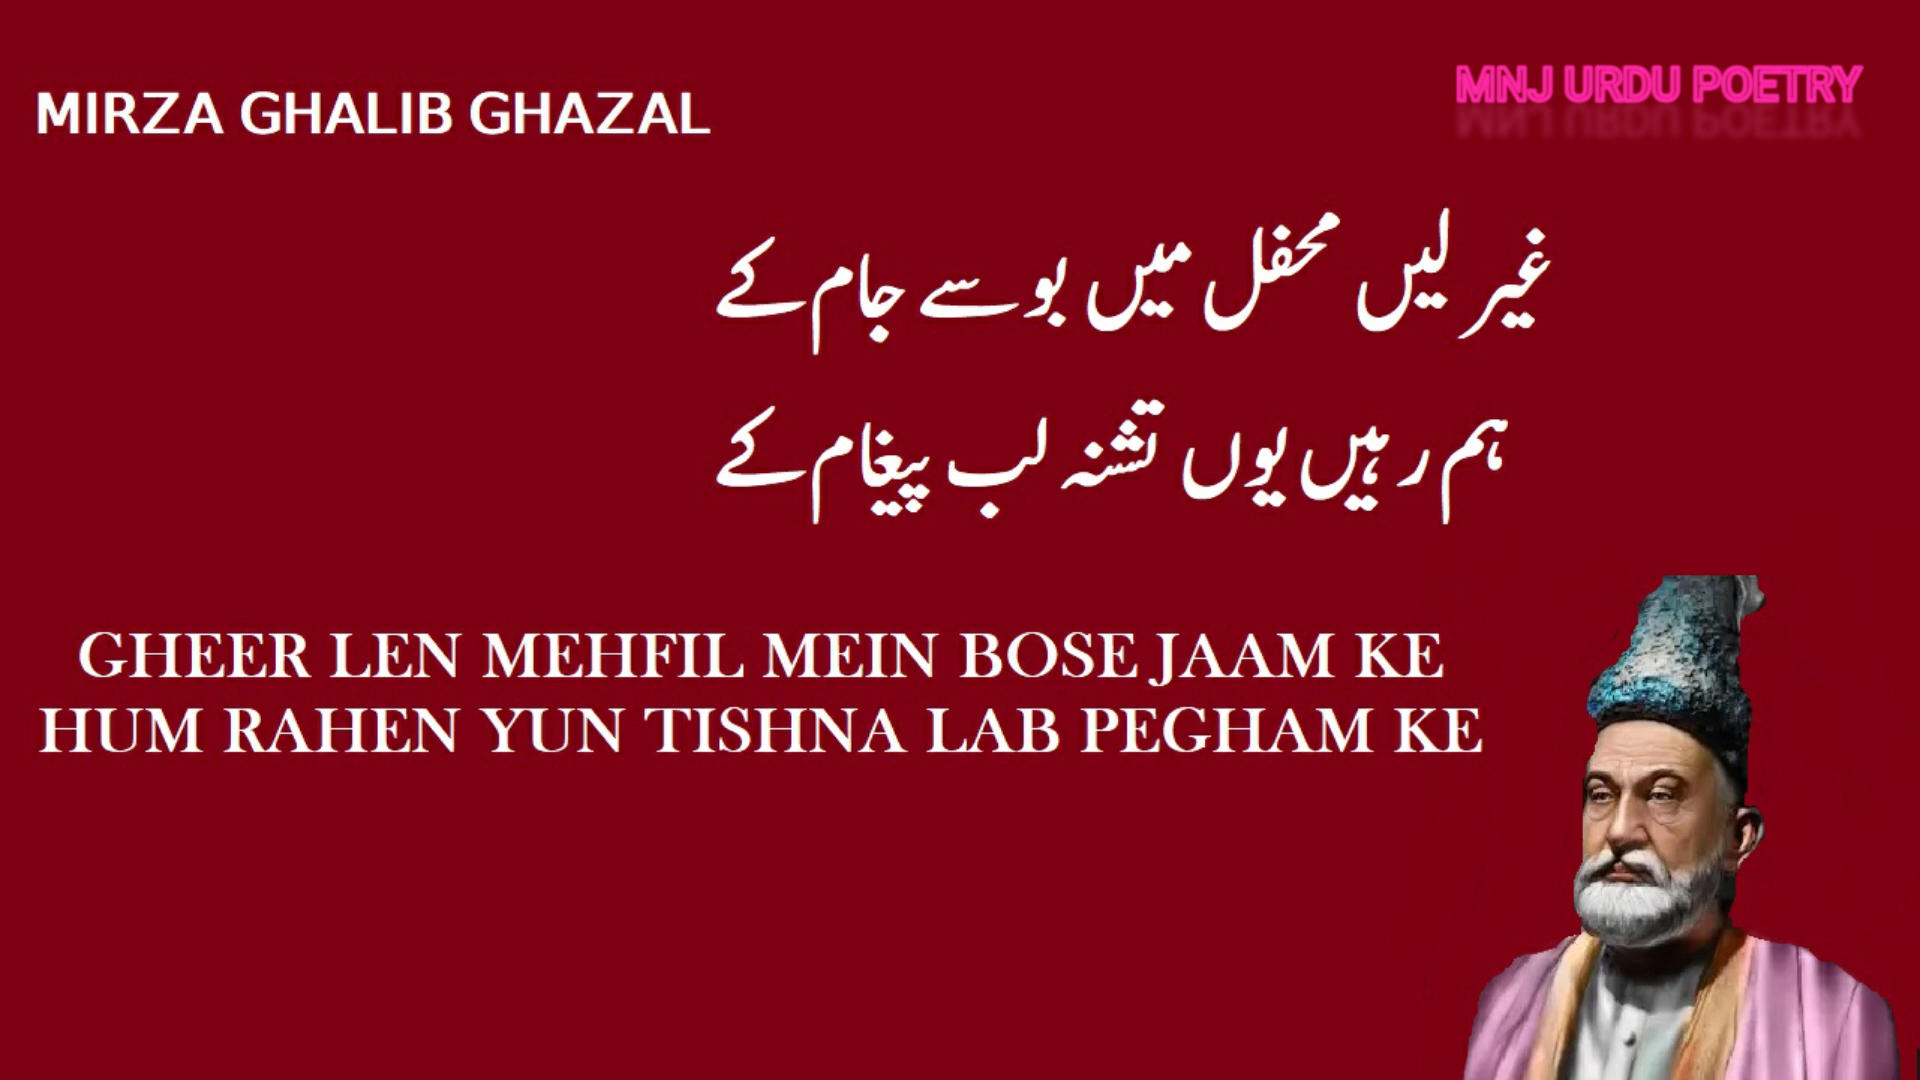 MIRZA GHALIB GHAZAL
MNJ URDU POETRY
غیر لیں محفل میں بوسے جام کے
ہم رہیں یوں تشنہ لب پیغام کے
GHEER LEN MEHFIL MEIN BOSE JAAM KE
HUM RAHEN YUN TISHNA LAB PEGHAM KE